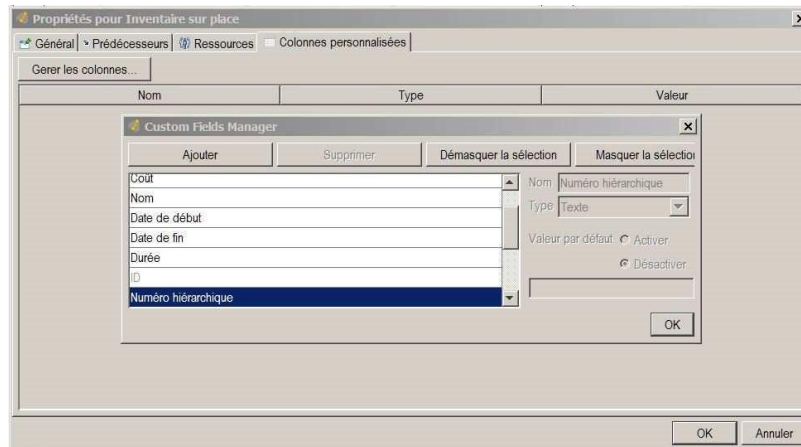 Propriétés pour Inventaire sur place
Général Prédécesseurs Ressources Colonnes personnalisées
Gerer les colonnes...
Nom Type Valeur
Custom Fields Manager
Ajouter Supprimer Démasquer la sélection Masquer la sélection
Coût
Nom
Date de début
Date de fin
Durée
ID
Numéro hiérarchique
Nom Numéro hiérarchique
Type Texte
Valeur par défaut Activer
Désactiver
OK
OK Annuler